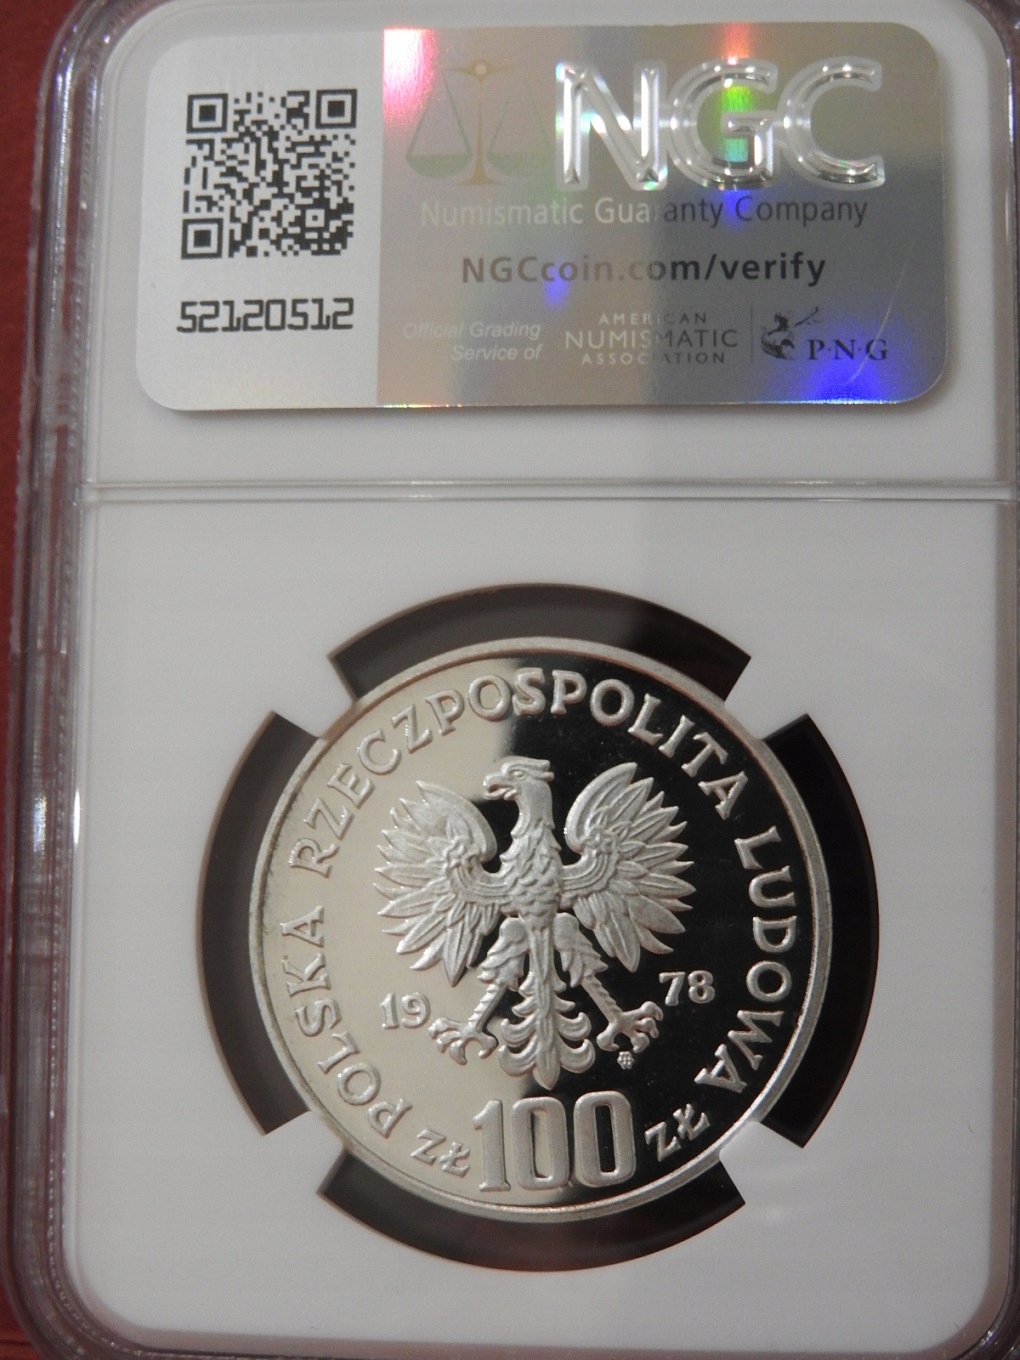 NGC
Numismatic Guaranty Company
NGCcoin.com/verify
52120512
Official Grading
Service of
AMERICAN
NUMISMATIC
ASSOCIATION
P·N·G
POLSKA RZECZPOSPOLITA LUDOWA
19 78
ZŁ 100 ZŁ